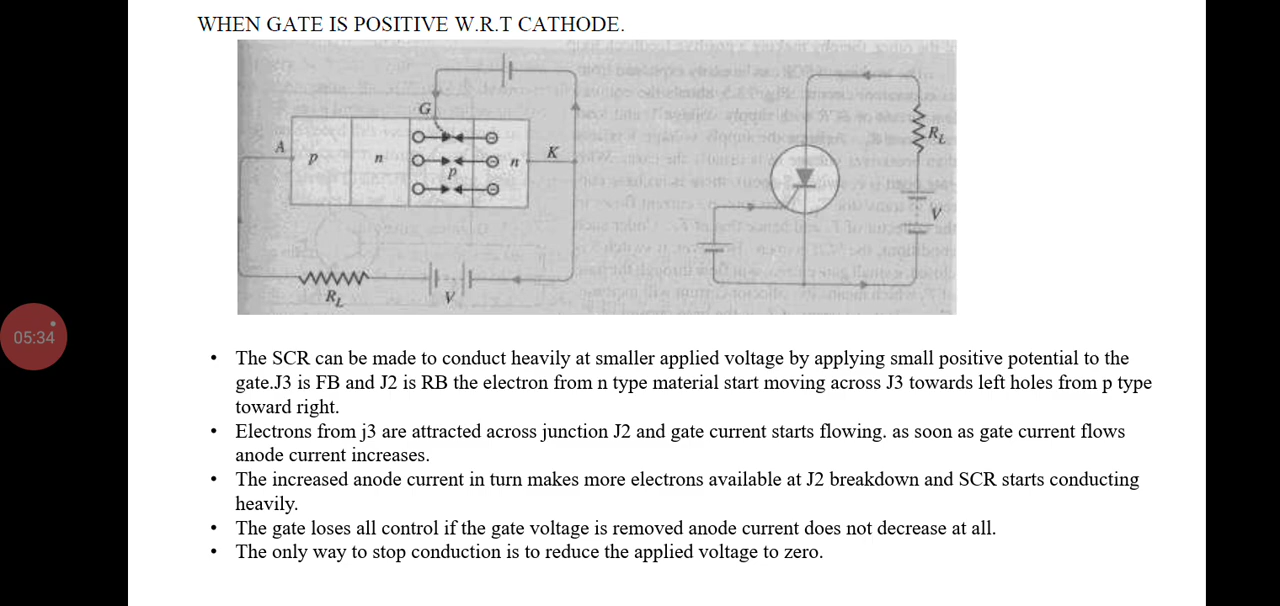 WHEN GATE IS POSITIVE W.R.T CATHODE.
G
A
p
n
p
n
K
R_L
V
R_L
V
05:34
• The SCR can be made to conduct heavily at smaller applied voltage by applying small positive potential to the
gate.J3 is FB and J2 is RB the electron from n type material start moving across J3 towards left holes from p type
toward right.
• Electrons from j3 are attracted across junction J2 and gate current starts flowing. as soon as gate current flows
anode current increases.
• The increased anode current in turn makes more electrons available at J2 breakdown and SCR starts conducting
heavily.
• The gate loses all control if the gate voltage is removed anode current does not decrease at all.
• The only way to stop conduction is to reduce the applied voltage to zero.